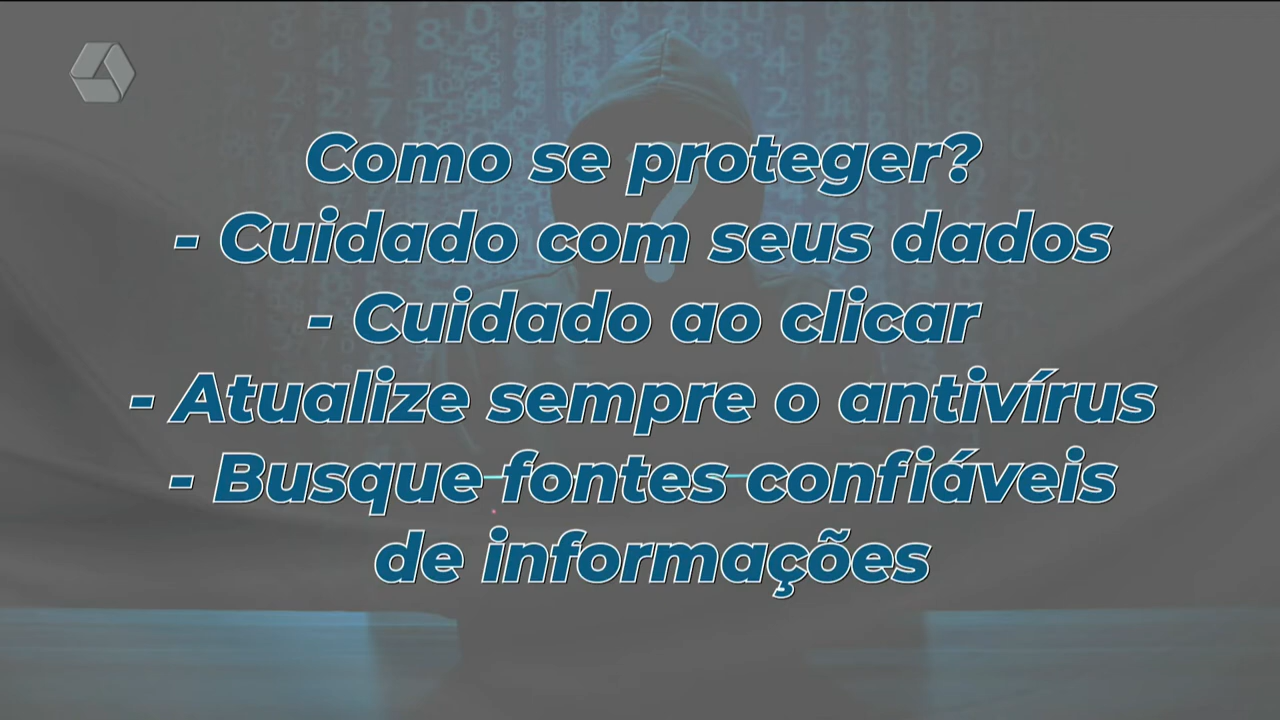 Como se proteger?
- Cuidado com seus dados
- Cuidado ao clicar
- Atualize sempre o antivírus
- Busque fontes confiáveis
de informações